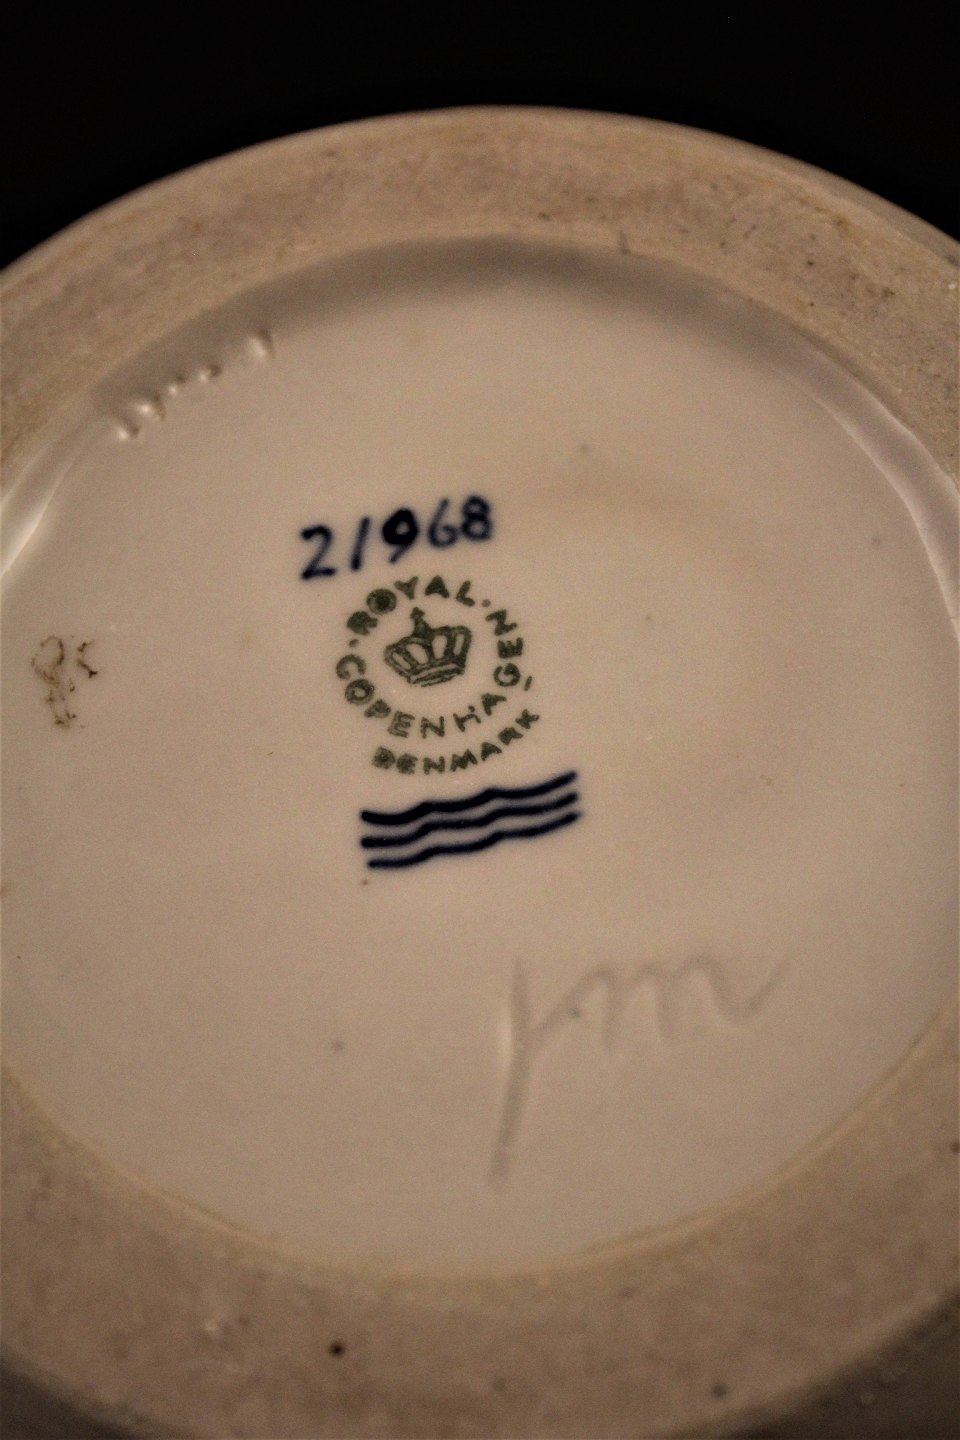 21968
ROYAL
COPENHAGEN
DENMARK